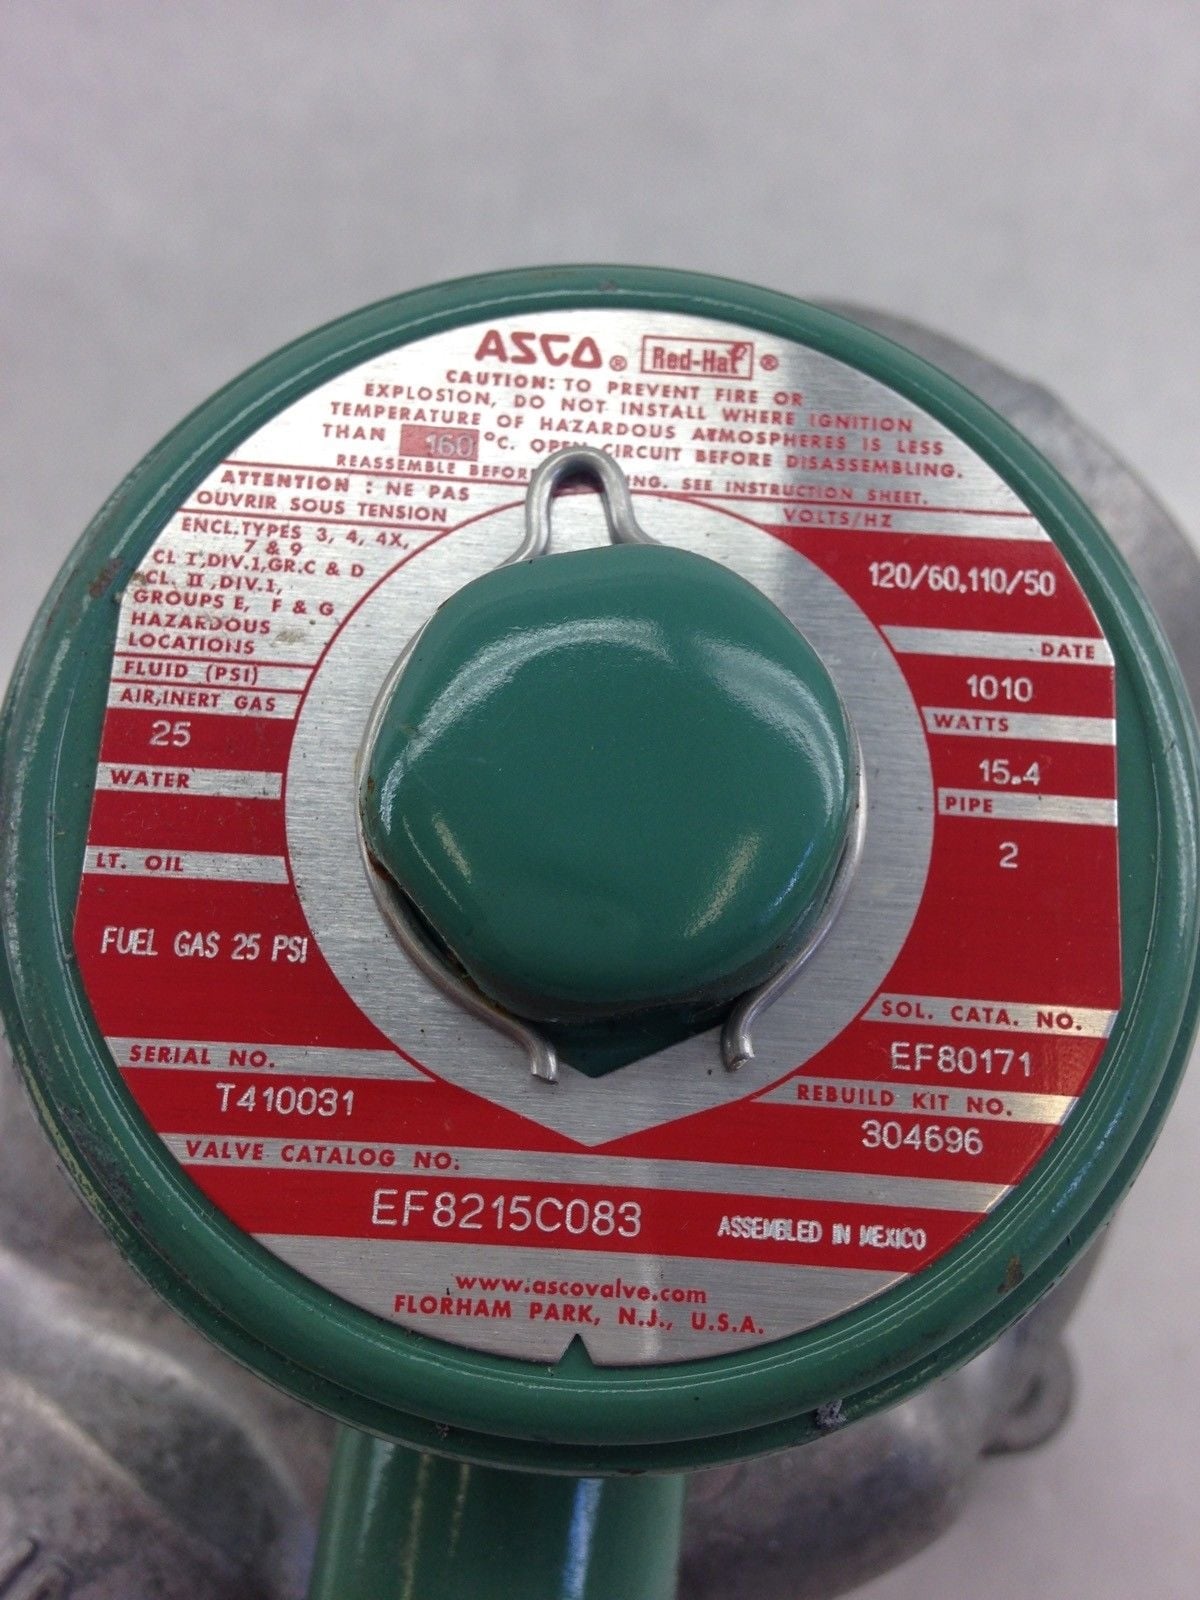 ASCO® Red-Hat®
CAUTION: TO PREVENT FIRE OR
EXPLOSION, DO NOT INSTALL WHERE IGNITION
TEMPERATURE OF HAZARDOUS ATMOSPHERES IS LESS
THAN 160 °C. OPEN CIRCUIT BEFORE DISASSEMBLING.
REASSEMBLE SEE INSTRUCTION SHEET.
ATTENTION : NE PAS
OUVRIR SOUS TENSION
ENCL.TYPES 3, 4, 4X,
7 & 9
CL I,DIV.1,GR.C & D
CL. II ,DIV.1,
GROUPS E, F & G
HAZARDOUS
LOCATIONS
FLUID (PSI)
AIR,INERT GAS
25
WATER
LT. OIL
FUEL GAS 25 PSI
VOLTS/HZ
120/60,110/50
DATE
1010
WATTS
15.4
PIPE
2
SOL. CATA. NO.
EF80171
REBUILD KIT NO.
304696
SERIAL NO.
T410031
VALVE CATALOG NO:
EF8215C083
ASSEMBLED IN MEXICO
www.ascovalve.com
FLORHAM PARK, N.J., U.S.A.